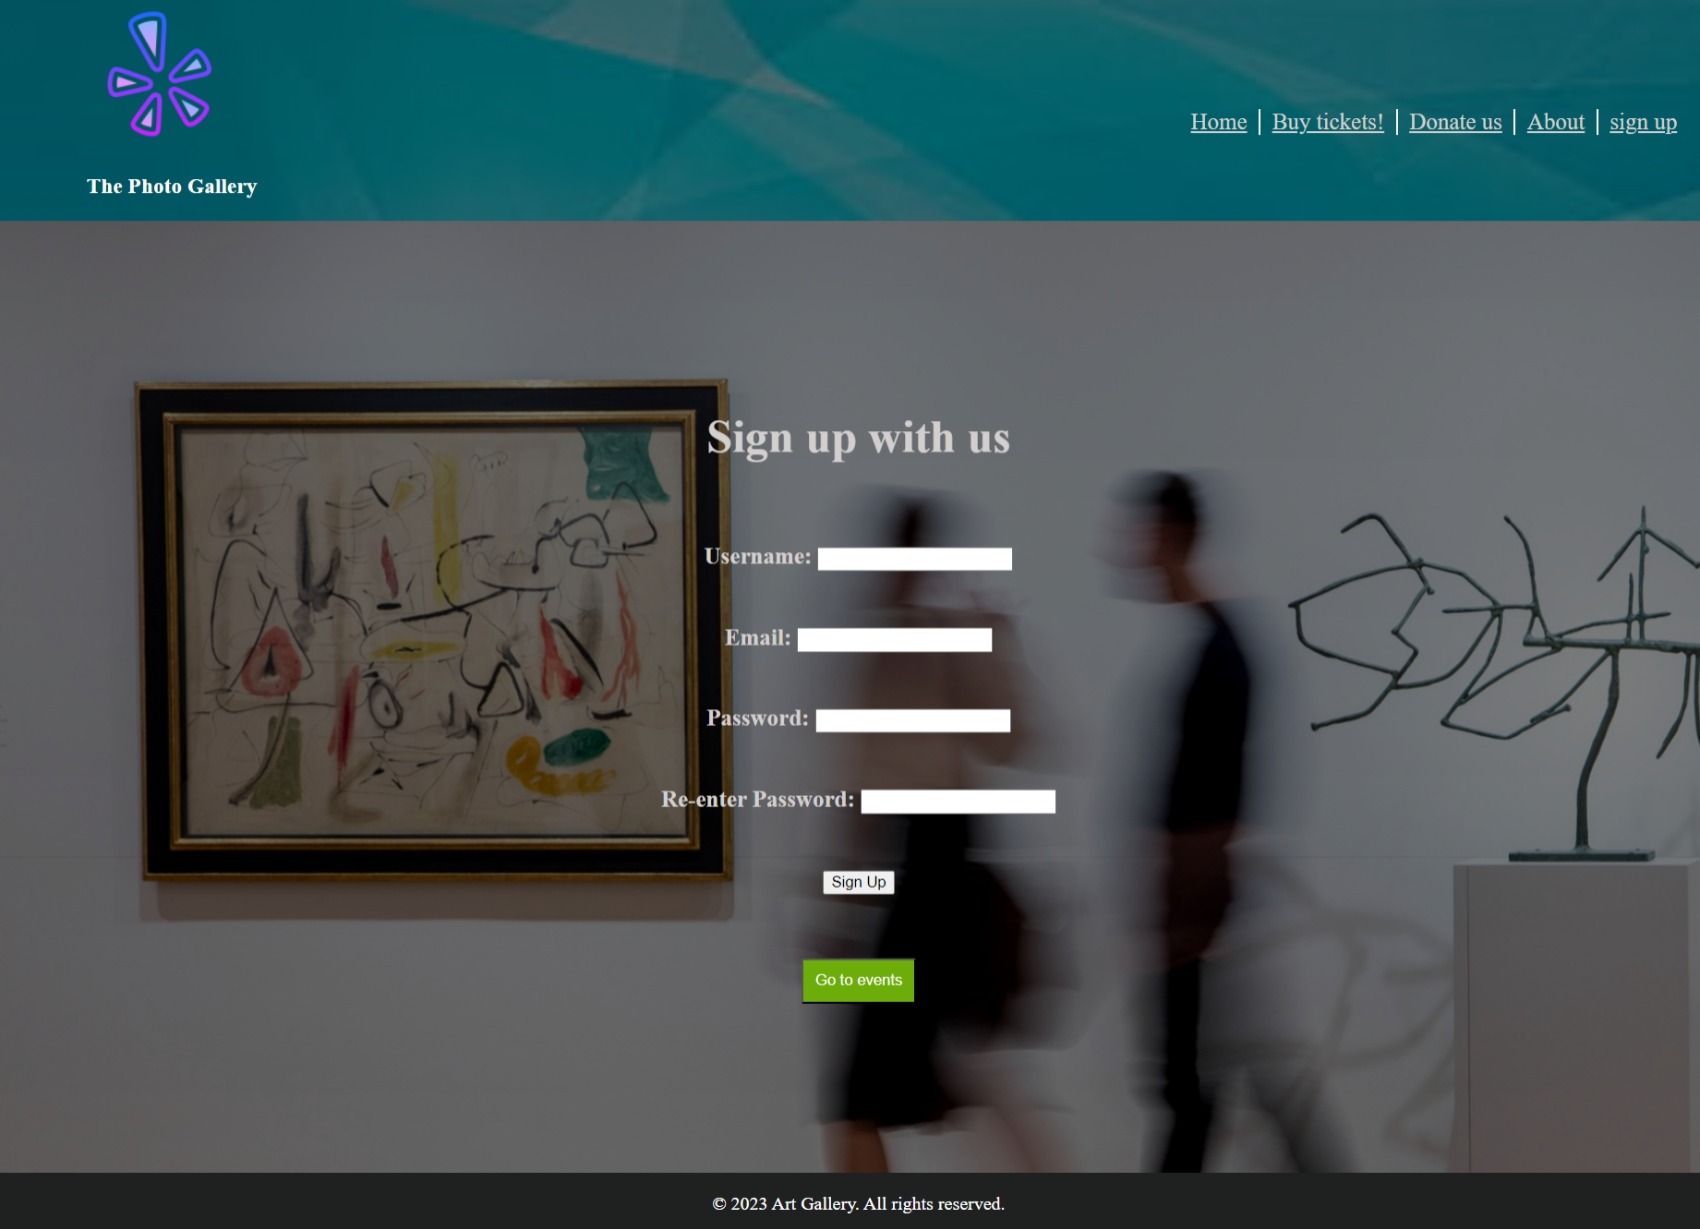 Home | Buy tickets! | Donate us | About | sign up
The Photo Gallery
Sign up with us
Username:
Email:
Password:
Re-enter Password:
Sign Up
Go to events
© 2023 Art Gallery. All rights reserved.